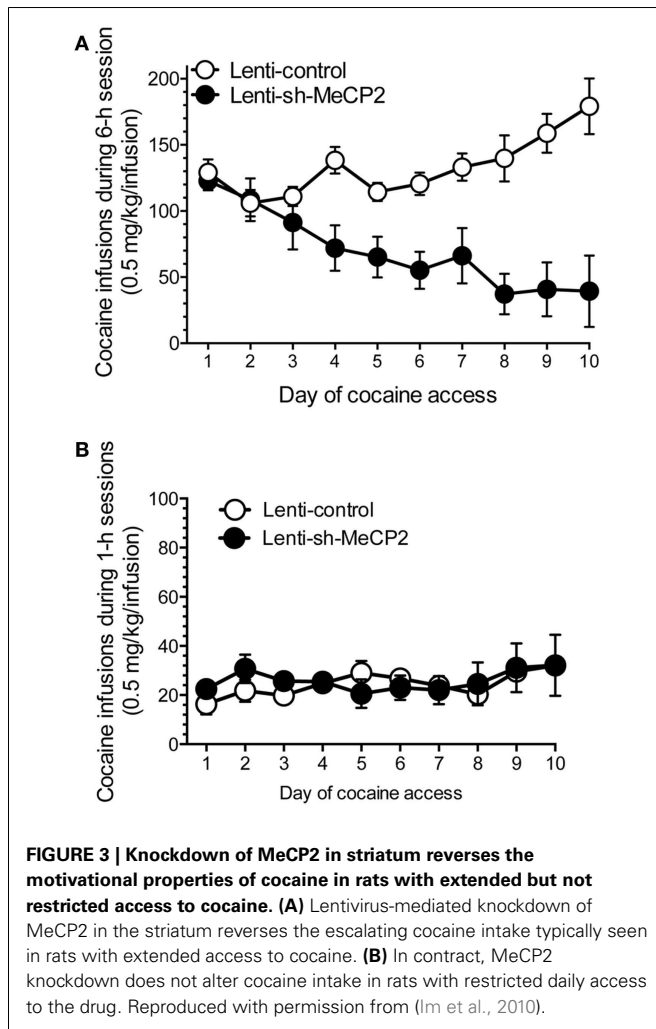 A
Lenti-control
Lenti-sh-MeCP2
Cocaine infusions during 6-h session
(0.5 mg/kg/infusion)
200
150
100
50
0
1 2 3 4 5 6 7 8 9 10
Day of cocaine access
B
Lenti-control
Lenti-sh-MeCP2
Cocaine infusions during 1-h sessions
(0.5 mg/kg/infusion)
100
80
60
40
20
0
1 2 3 4 5 6 7 8 9 10
Day of cocaine access
FIGURE 3 | Knockdown of MeCP2 in striatum reverses the
motivational properties of cocaine in rats with extended but not
restricted access to cocaine. (A) Lentivirus-mediated knockdown of
MeCP2 in the striatum reverses the escalating cocaine intake typically seen
in rats with extended access to cocaine. (B) In contract, MeCP2
knockdown does not alter cocaine intake in rats with restricted daily access
to the drug. Reproduced with permission from (Im et al., 2010).